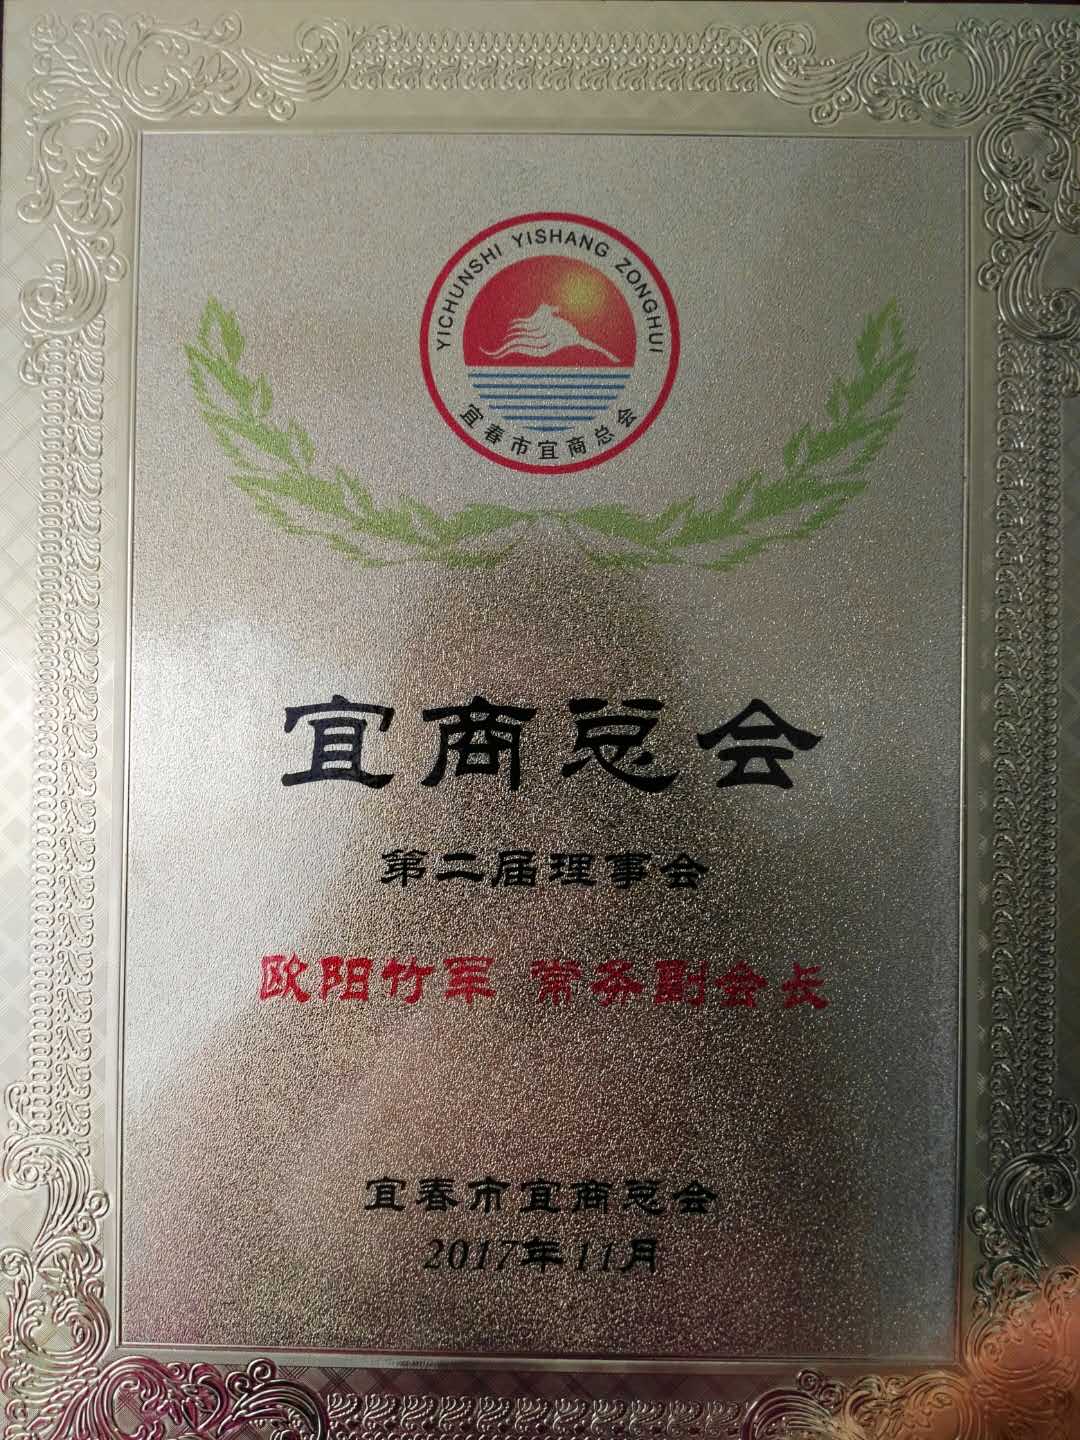 YICHUNSHI YISHANG ZONGHUI
宜春市宜商总会
宜商总会
第二届理事会
欧阳竹军 常务副会长
宜春市宜商总会
2017年11月